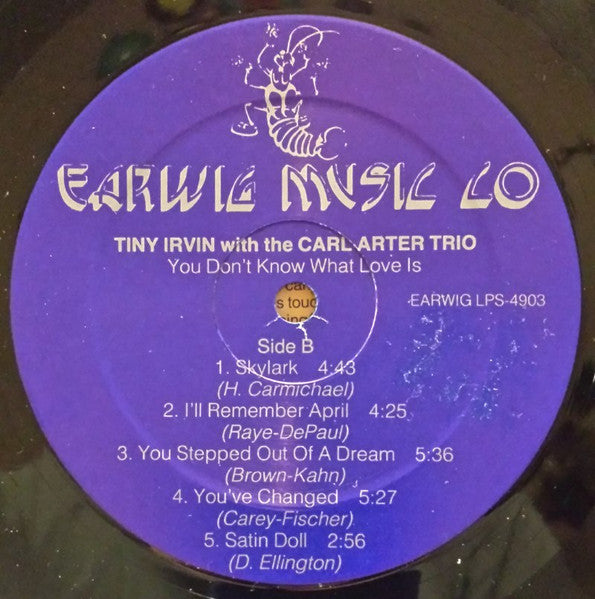 EARWIG MUSIC CO
TINY IRVIN with the CARL ARTER TRIO
You Don't Know What Love Is
EARWIG LPS-4903
Side B
1. Skylark 4:43
(H. Carmichael)
2. I'll Remember April 4:25
(Raye-DePaul)
3. You Stepped Out Of A Dream 5:36
(Brown-Kahn)
4. You've Changed 5:27
(Carey-Fischer)
5. Satin Doll 2:56
(D. Ellington)